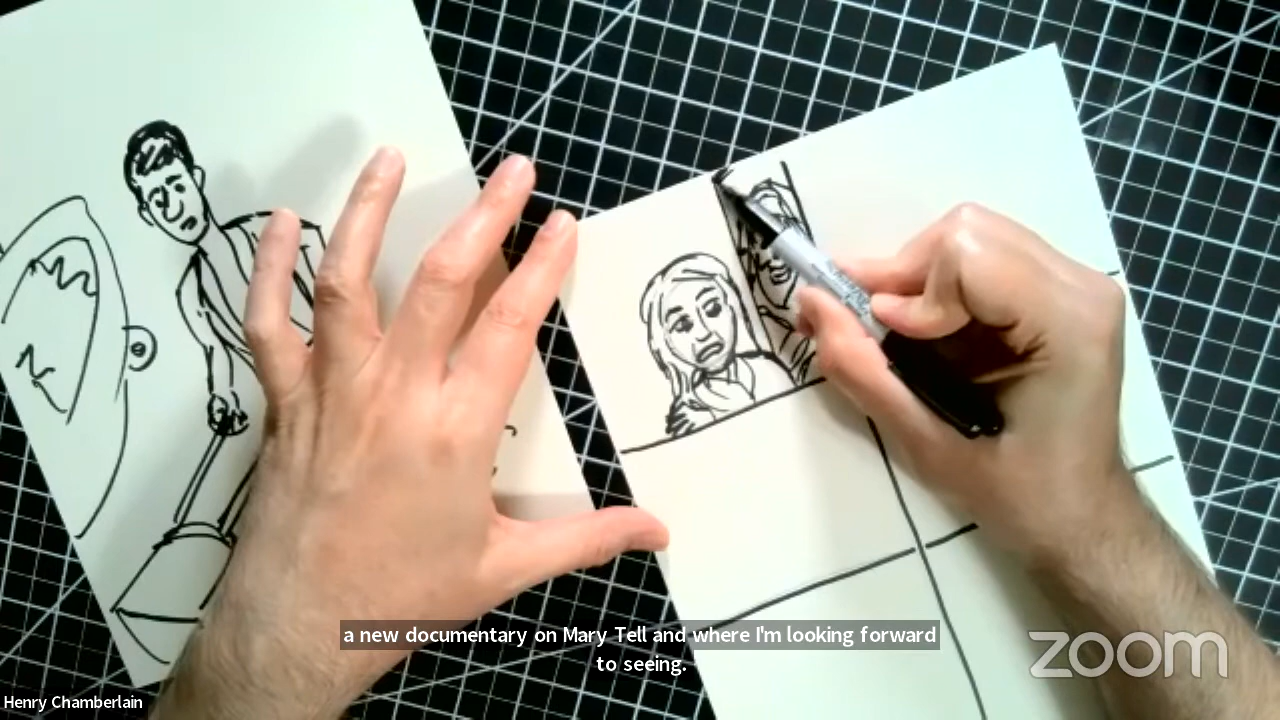 a new documentary on Mary Tell and where I'm looking forward
to seeing.
zoom
Henry Chamberlain